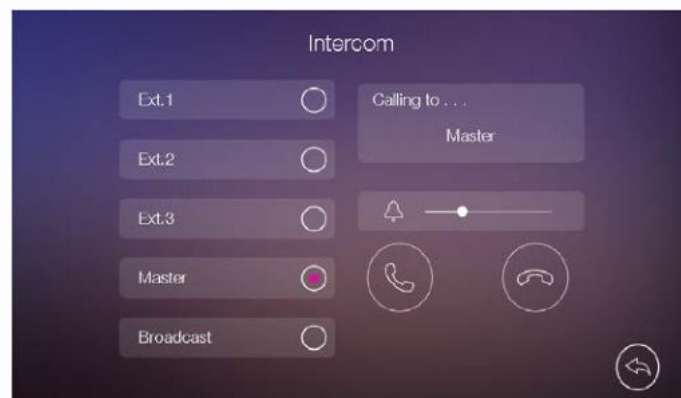 Intercom
Ext.1
Ext.2
Ext.3
Master
Broadcast
Calling to . . .
Master